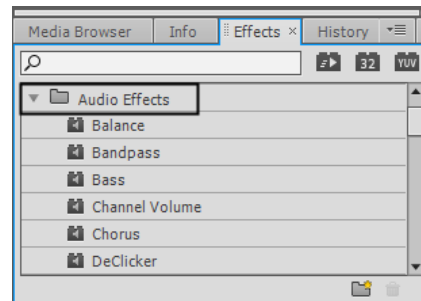 Media Browser Info Effects × History
32 YUV
Audio Effects
Balance
Bandpass
Bass
Channel Volume
Chorus
DeClicker